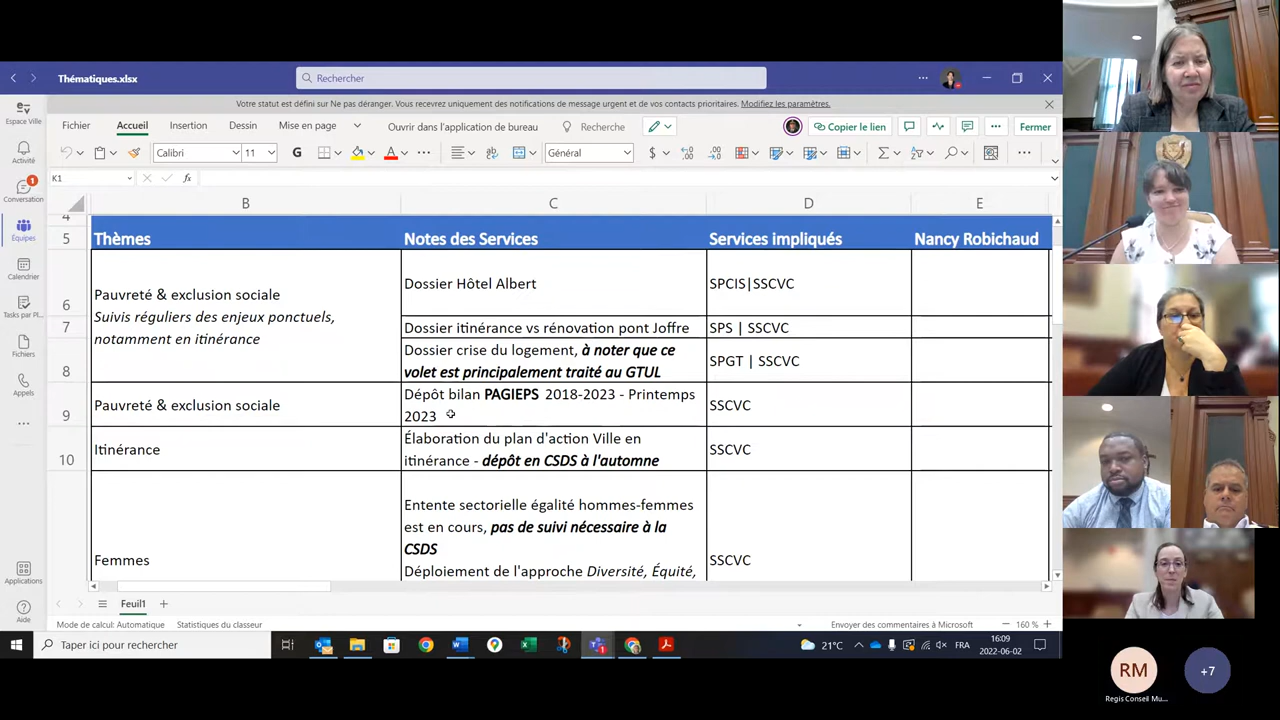 Thématiques.xlsx
Rechercher
Votre statut est défini sur Ne pas déranger. Vous recevrez uniquement des notifications de message urgent et de vos contacts prioritaires. Modifiez les paramètres.
Espace Ville
Activité
1
Conversation
Équipes
Calendrier
Tasks par Pl...
Fichiers
Appels
Applications
Aide
Fichier
Accueil
Insertion
Dessin
Mise en page
Ouvrir dans l'application de bureau
Recherche
Copier le lien
Fermer
Calibri
11
G
Général
K1
fx
B
C
D
E
4
5
Thèmes
Notes des Services
Services impliqués
Nancy Robichaud
6
Pauvreté & exclusion sociale
Suivis réguliers des enjeux ponctuels,
notamment en itinérance
Dossier Hôtel Albert
SPCIS|SSCVC
7
Dossier itinérance vs rénovation pont Joffre
SPS | SSCVC
8
Dossier crise du logement, à noter que ce
volet est principalement traité au GTUL
SPGT | SSCVC
9
Pauvreté & exclusion sociale
Dépôt bilan PAGIEPS 2018-2023 - Printemps
2023
SSCVC
10
Itinérance
Élaboration du plan d'action Ville en
itinérance - dépôt en CSDS à l'automne
SSCVC
Femmes
Entente sectorielle égalité hommes-femmes
est en cours, pas de suivi nécessaire à la
CSDS
Déploiement de l'approche Diversité, Équité,
SSCVC
Feuil1
Mode de calcul: Automatique
Statistiques du classeur
Envoyer des commentaires à Microsoft
160 %
Taper ici pour rechercher
21°C
FRA
16:09
2022-06-02
RM
Regis Conseil Mu...
+7